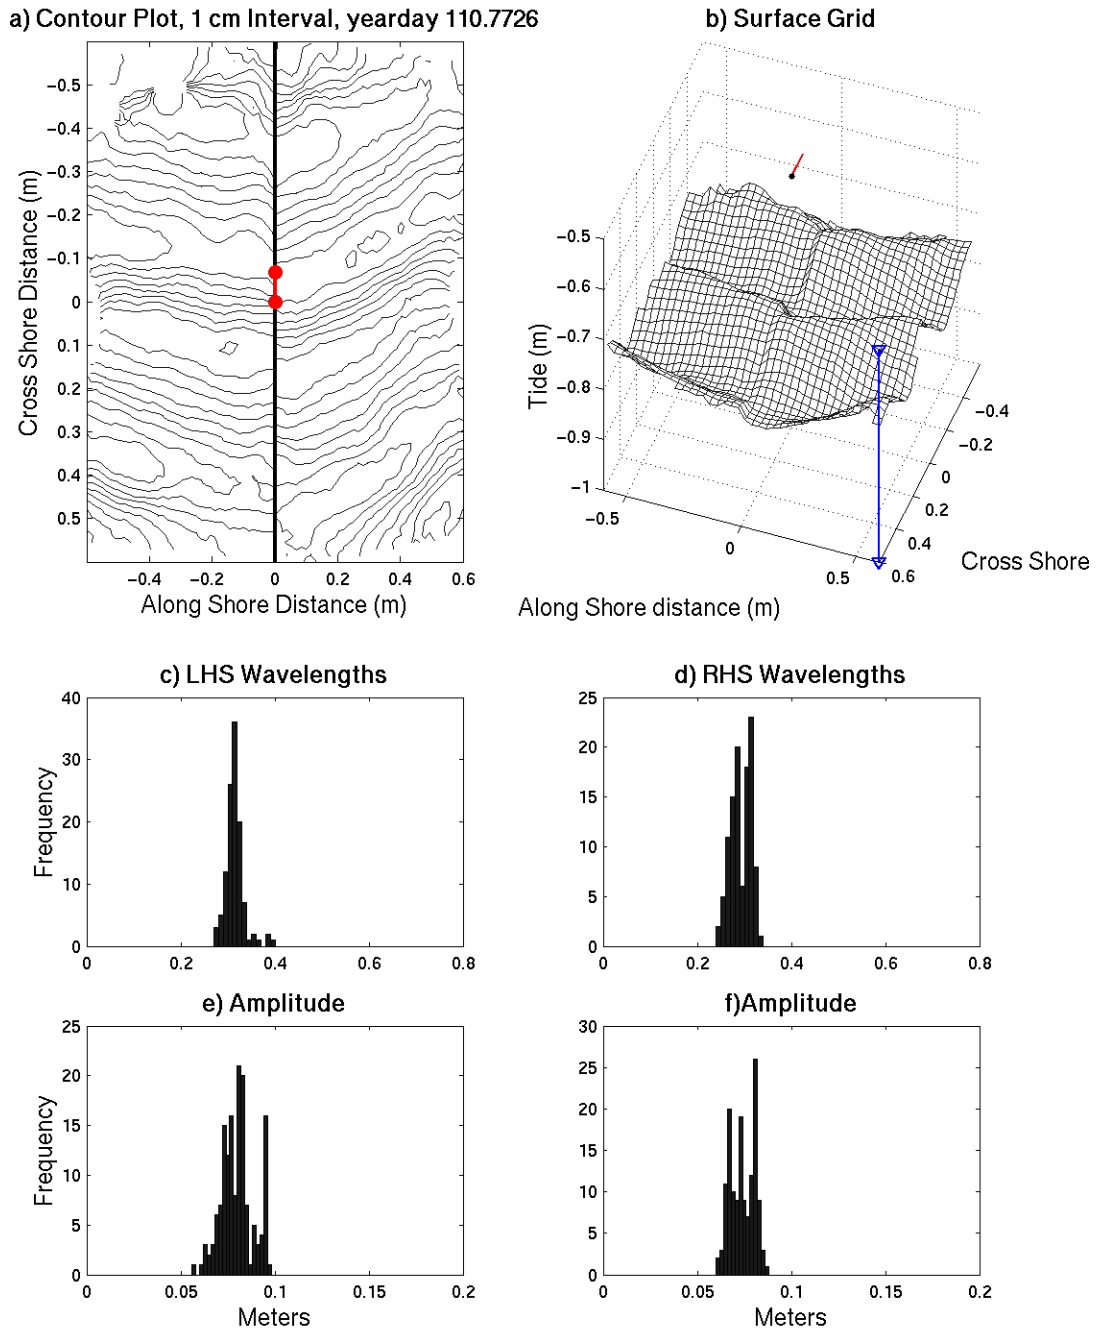 a) Contour Plot, 1 cm Interval, yearday 110.7726
b) Surface Grid
Cross Shore Distance (m)
−0.5
−0.4
−0.3
−0.2
−0.1
0
0.1
0.2
0.3
0.4
0.5
−0.4 −0.2 0 0.2 0.4 0.6
Along Shore Distance (m)
Tide (m)
−0.5
−0.6
−0.7
−0.8
−0.9
−1
−0.5 0 0.5
−0.4
−0.2
0
0.2
0.4
0.6
Cross Shore
Along Shore distance (m)
c) LHS Wavelengths
Frequency
40
30
20
10
0
0 0.2 0.4 0.6 0.8
d) RHS Wavelengths
25
20
15
10
5
0
0 0.2 0.4 0.6 0.8
e) Amplitude
Frequency
25
20
15
10
5
0
0 0.05 0.1 0.15 0.2
Meters
f)Amplitude
30
25
20
15
10
5
0
0 0.05 0.1 0.15 0.2
Meters